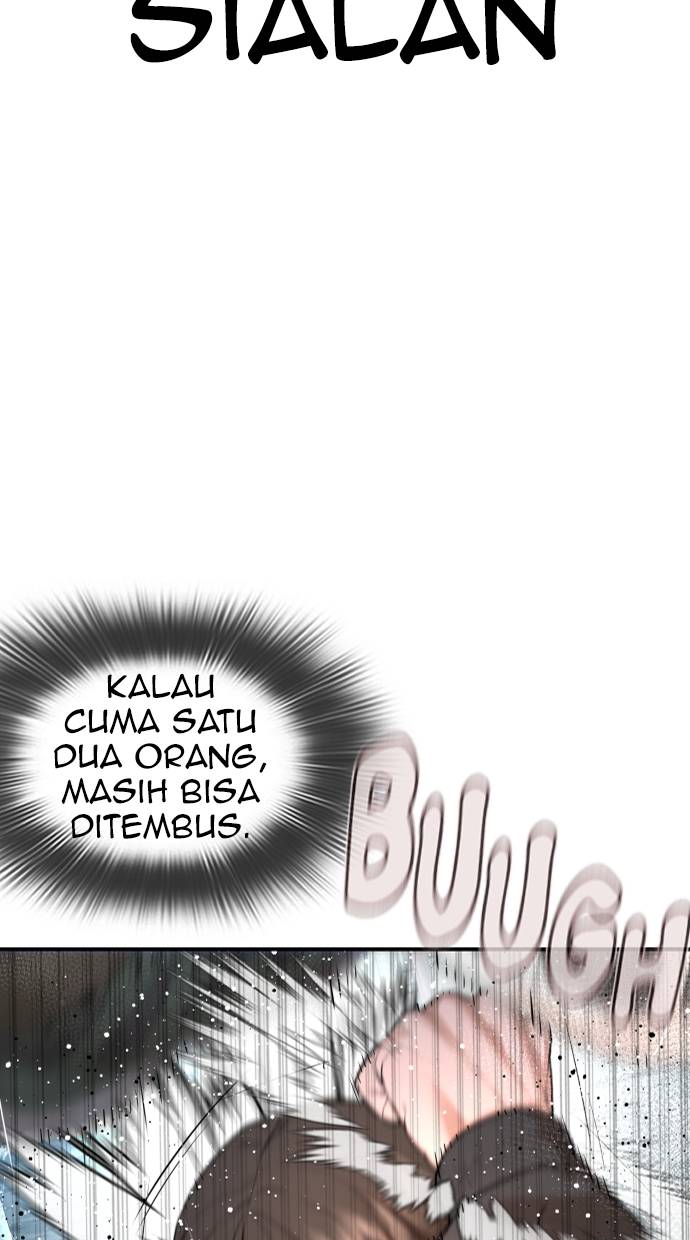 SIALAN
KALAU
CUMA SATU
DUA ORANG,
MASIH BISA
DITEMBUS.
BUUGH